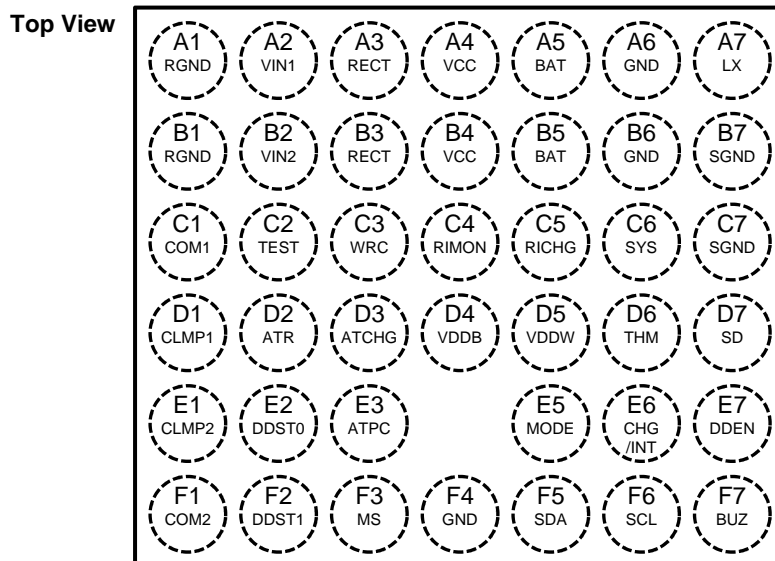 Top View
A1 A2 A3 A4 A5 A6 A7
RGND VIN1 RECT VCC BAT GND LX
B1 B2 B3 B4 B5 B6 B7
RGND VIN2 RECT VCC BAT GND SGND
C1 C2 C3 C4 C5 C6 C7
COM1 TEST WRC RIMON RICHG SYS SGND
D1 D2 D3 D4 D5 D6 D7
CLMP1 ATR ATCHG VDDB VDDW THM SD
E1 E2 E3 E5 E6 E7
CLMP2 DDST0 ATPC MODE CHG DDEN
/INT
F1 F2 F3 F4 F5 F6 F7
COM2 DDST1 MS GND SDA SCL BUZ